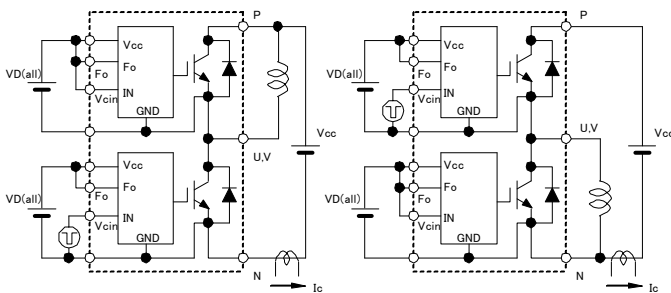 P
Vcc
Fo
IN
Vcin
GND
VD(all)
U,V
Vcc
Vcc
Fo
IN
Vcin
GND
VD(all)
N
Ic
P
Vcc
Fo
IN
Vcin
GND
VD(all)
U,V
Vcc
Vcc
Fo
IN
Vcin
GND
VD(all)
N
Ic